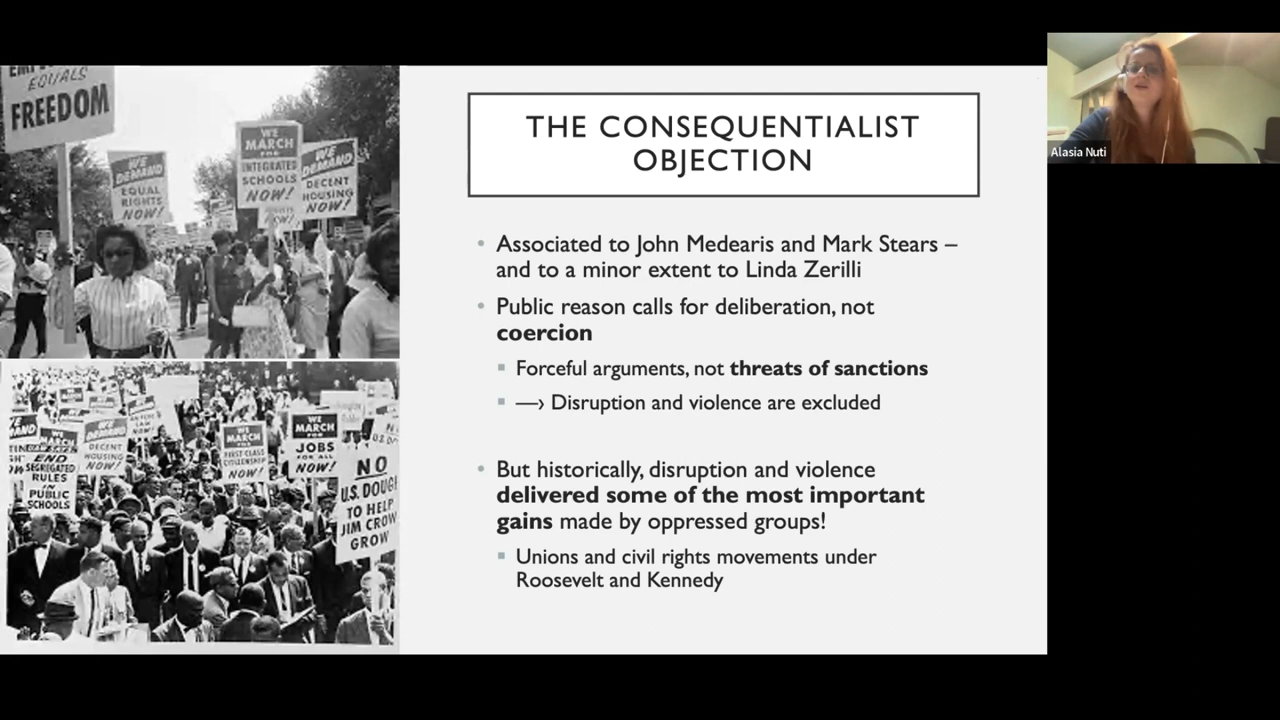 EQUALS
FREEDOM
WE
DEMAND
EQUAL
RIGHTS
NOW!
WE
MARCH
FOR
INTEGRATED
SCHOOLS
NOW!
WE
DEMAND
DECENT
HOUSING
NOW!
WE
MARCH
FOR
FIRST CLASS
CITIZENSHIP
NOW!
WE
MARCH
FOR
JOBS
FOR ALL
NOW!
DEMAND
DECENT
HOUSING
NOW!
END
SEGREGATED
RULES
IN
PUBLIC
SCHOOLS
NO
U.S. DOUGH
TO HELP
JIM CROW
GROW
THE CONSEQUENTIALIST
OBJECTION
• Associated to John Medearis and Mark Stears –
and to a minor extent to Linda Zerilli
• Public reason calls for deliberation, not
coercion
▪ Forceful arguments, not threats of sanctions
▪ —› Disruption and violence are excluded
• But historically, disruption and violence
delivered some of the most important
gains made by oppressed groups!
▪ Unions and civil rights movements under
Roosevelt and Kennedy
Alasia Nuti